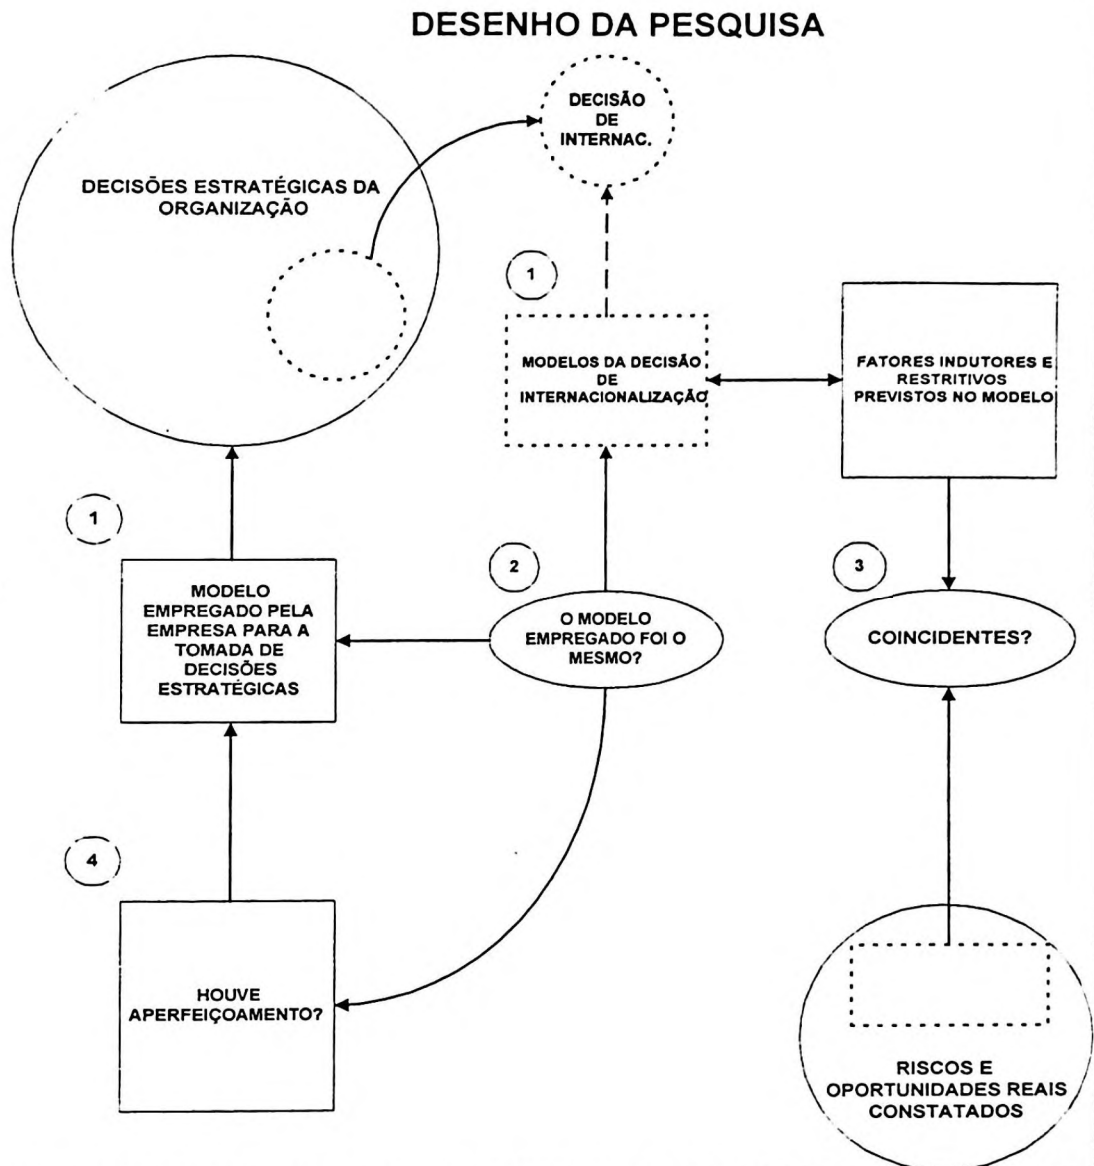 DESENHO DA PESQUISA
DECISÃO
DE
INTERNAC.
DECISÕES ESTRATÉGICAS DA
ORGANIZAÇÃO
1
MODELOS DA DECISÃO
DE
INTERNACIONALIZAÇÃO
FATORES INDUTORES E
RESTRITIVOS
PREVISTOS NO MODELO
1
MODELO
EMPREGADO PELA
EMPRESA PARA A
TOMADA DE
DECISÕES
ESTRATÉGICAS
2
O MODELO
EMPREGADO FOI O
MESMO?
3
COINCIDENTES?
4
HOUVE
APERFEIÇOAMENTO?
RISCOS E
OPORTUNIDADES REAIS
CONSTATADOS